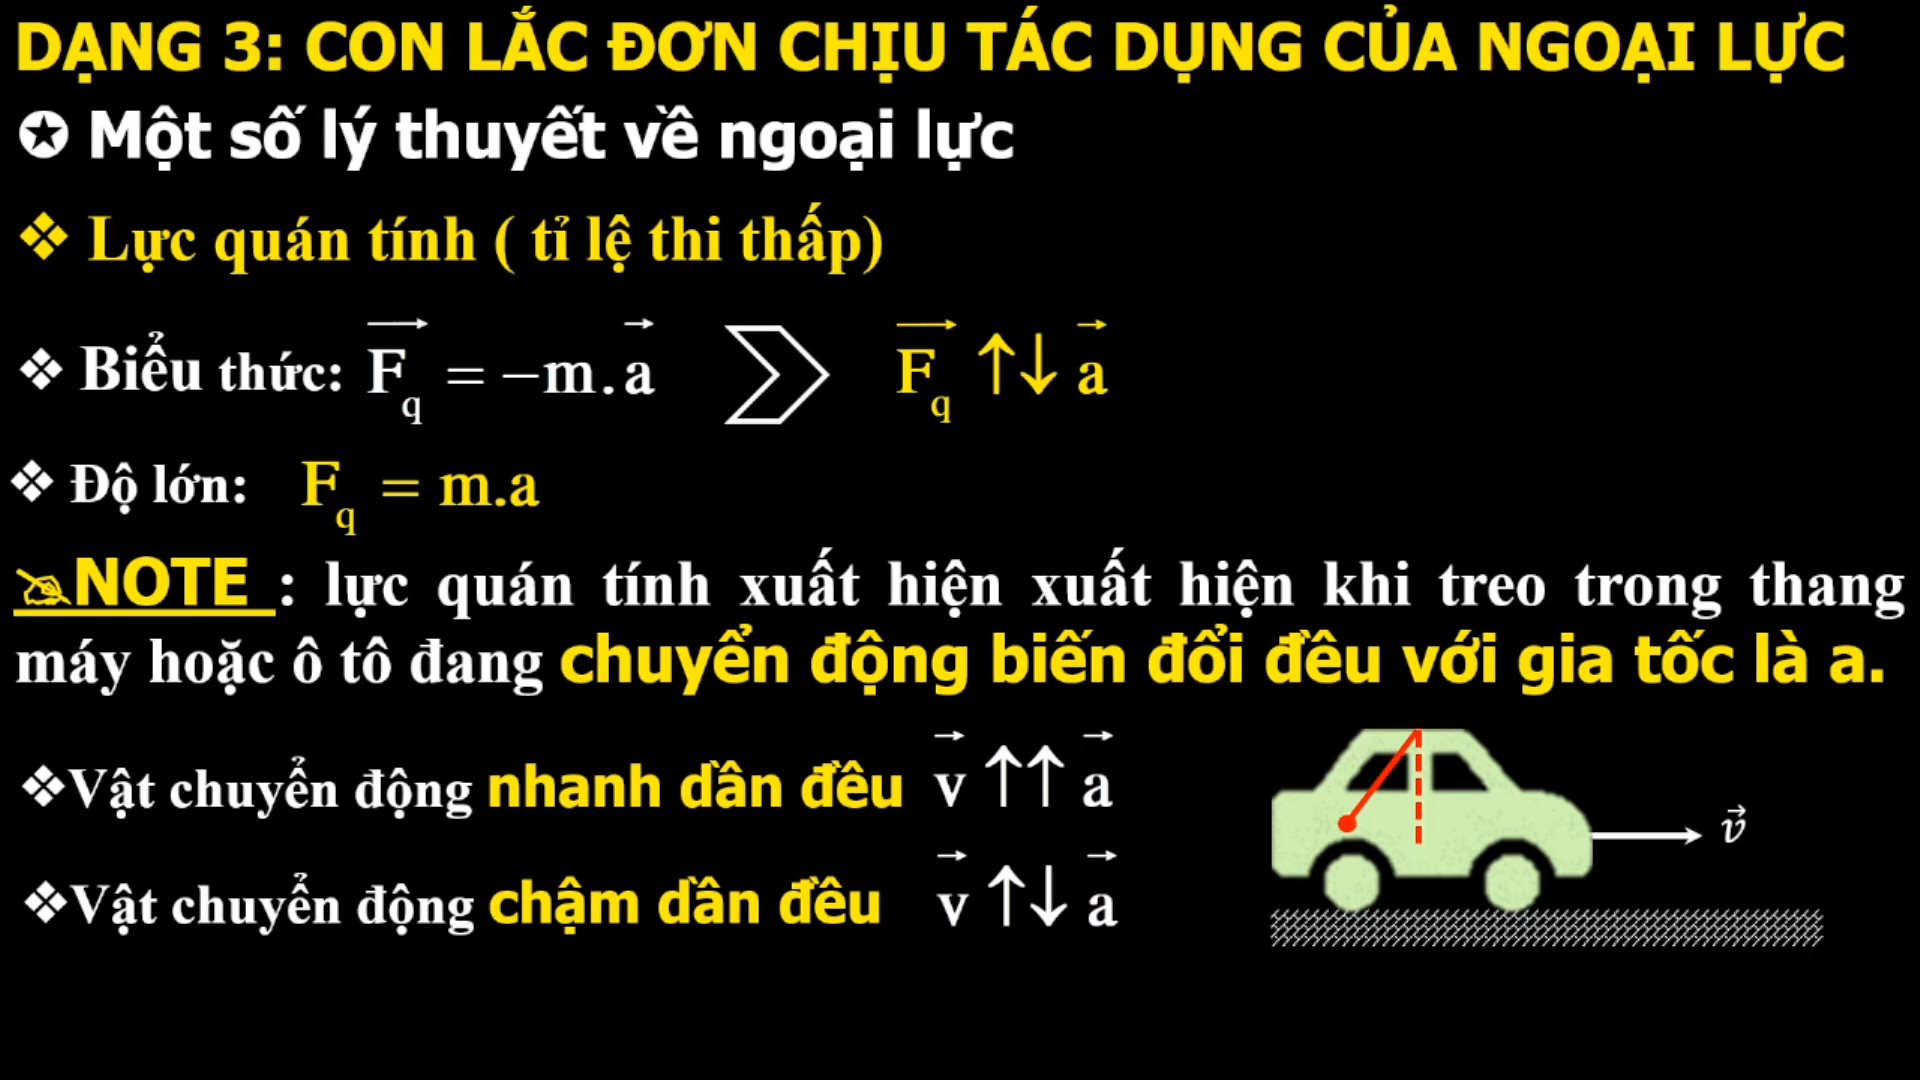 DẠNG 3: CON LẮC ĐƠN CHỊU TÁC DỤNG CỦA NGOẠI LỰC
✪ Một số lý thuyết về ngoại lực
❖ Lực quán tính ( tỉ lệ thi thấp)
❖ Biểu thức: F⃗q = −m.a⃗   F⃗q ↑↓ a⃗
❖ Độ lớn: Fq = m.a
✍NOTE : lực quán tính xuất hiện xuất hiện khi treo trong thang
máy hoặc ô tô đang chuyển động biến đổi đều với gia tốc là a.
❖Vật chuyển động nhanh dần đều v⃗ ↑↑ a⃗
v⃗
❖Vật chuyển động chậm dần đều v⃗ ↑↓ a⃗